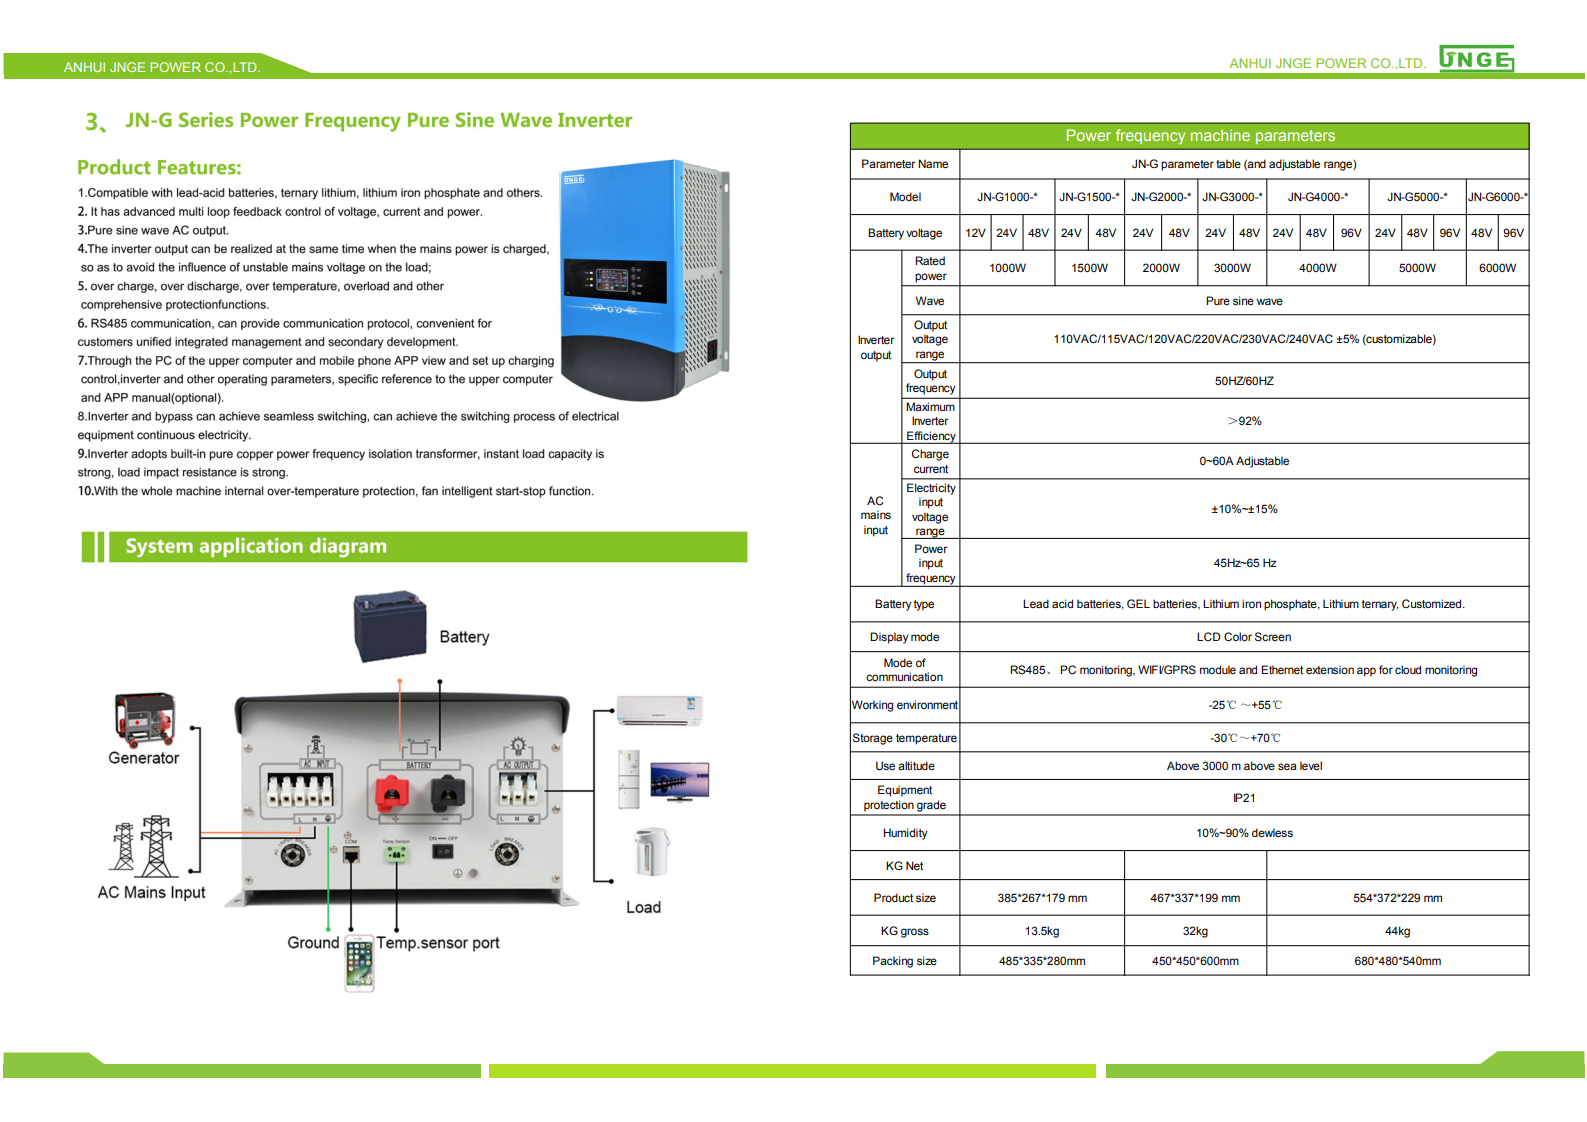 ANHUI JNGE POWER CO.,LTD.
ANHUI JNGE POWER CO.,LTD.
JNGE
3、 JN-G Series Power Frequency Pure Sine Wave Inverter
Product Features:
1.Compatible with lead-acid batteries, ternary lithium, lithium iron phosphate and others.
2. It has advanced multi loop feedback control of voltage, current and power.
3.Pure sine wave AC output.
4.The inverter output can be realized at the same time when the mains power is charged,
so as to avoid the influence of unstable mains voltage on the load;
5. over charge, over discharge, over temperature, overload and other
comprehensive protectionfunctions.
6. RS485 communication, can provide communication protocol, convenient for
customers unified integrated management and secondary development.
7.Through the PC of the upper computer and mobile phone APP view and set up charging
control,inverter and other operating parameters, specific reference to the upper computer
and APP manual(optional).
8.Inverter and bypass can achieve seamless switching, can achieve the switching process of electrical
equipment continuous electricity.
9.Inverter adopts built-in pure copper power frequency isolation transformer, instant load capacity is
strong, load impact resistance is strong.
10.With the whole machine internal over-temperature protection, fan intelligent start-stop function.
JNGE
System application diagram
Battery
Generator
AC Mains Input
AC INPUT
BATTERY
AC OUTPUT
L N
L N
AC INPUT BREAKER
COM
Temp Sensor
ON — OFF
LOAD BREAKER
Ground
Temp.sensor port
Load
Power frequency machine parameters
Parameter Name JN-G parameter table (and adjustable range)
Model JN-G1000-* JN-G1500-* JN-G2000-* JN-G3000-* JN-G4000-* JN-G5000-* JN-G6000-*
Battery voltage 12V 24V 48V 24V 48V 24V 48V 24V 48V 24V 48V 96V 24V 48V 96V 48V 96V
Inverter
output
Rated
power
1000W 1500W 2000W 3000W 4000W 5000W 6000W
Wave Pure sine wave
Output
voltage
range
110VAC/115VAC/120VAC/220VAC/230VAC/240VAC ±5% (customizable)
Output
frequency
50HZ/60HZ
Maximum
Inverter
Efficiency
＞92%
AC
mains
input
Charge
current
0~60A Adjustable
Electricity
input
voltage
range
±10%~±15%
Power
input
frequency
45Hz~65 Hz
Battery type Lead acid batteries, GEL batteries, Lithium iron phosphate, Lithium ternary, Customized.
Display mode LCD Color Screen
Mode of
communication
RS485、 PC monitoring, WIFI/GPRS module and Ethernet extension app for cloud monitoring
Working environment -25℃ ～+55℃
Storage temperature -30℃～+70℃
Use altitude Above 3000 m above sea level
Equipment
protection grade
IP21
Humidity 10%~90% dewless
KG Net
Product size 385*267*179 mm 467*337*199 mm 554*372*229 mm
KG gross 13.5kg 32kg 44kg
Packing size 485*335*280mm 450*450*600mm 680*480*540mm